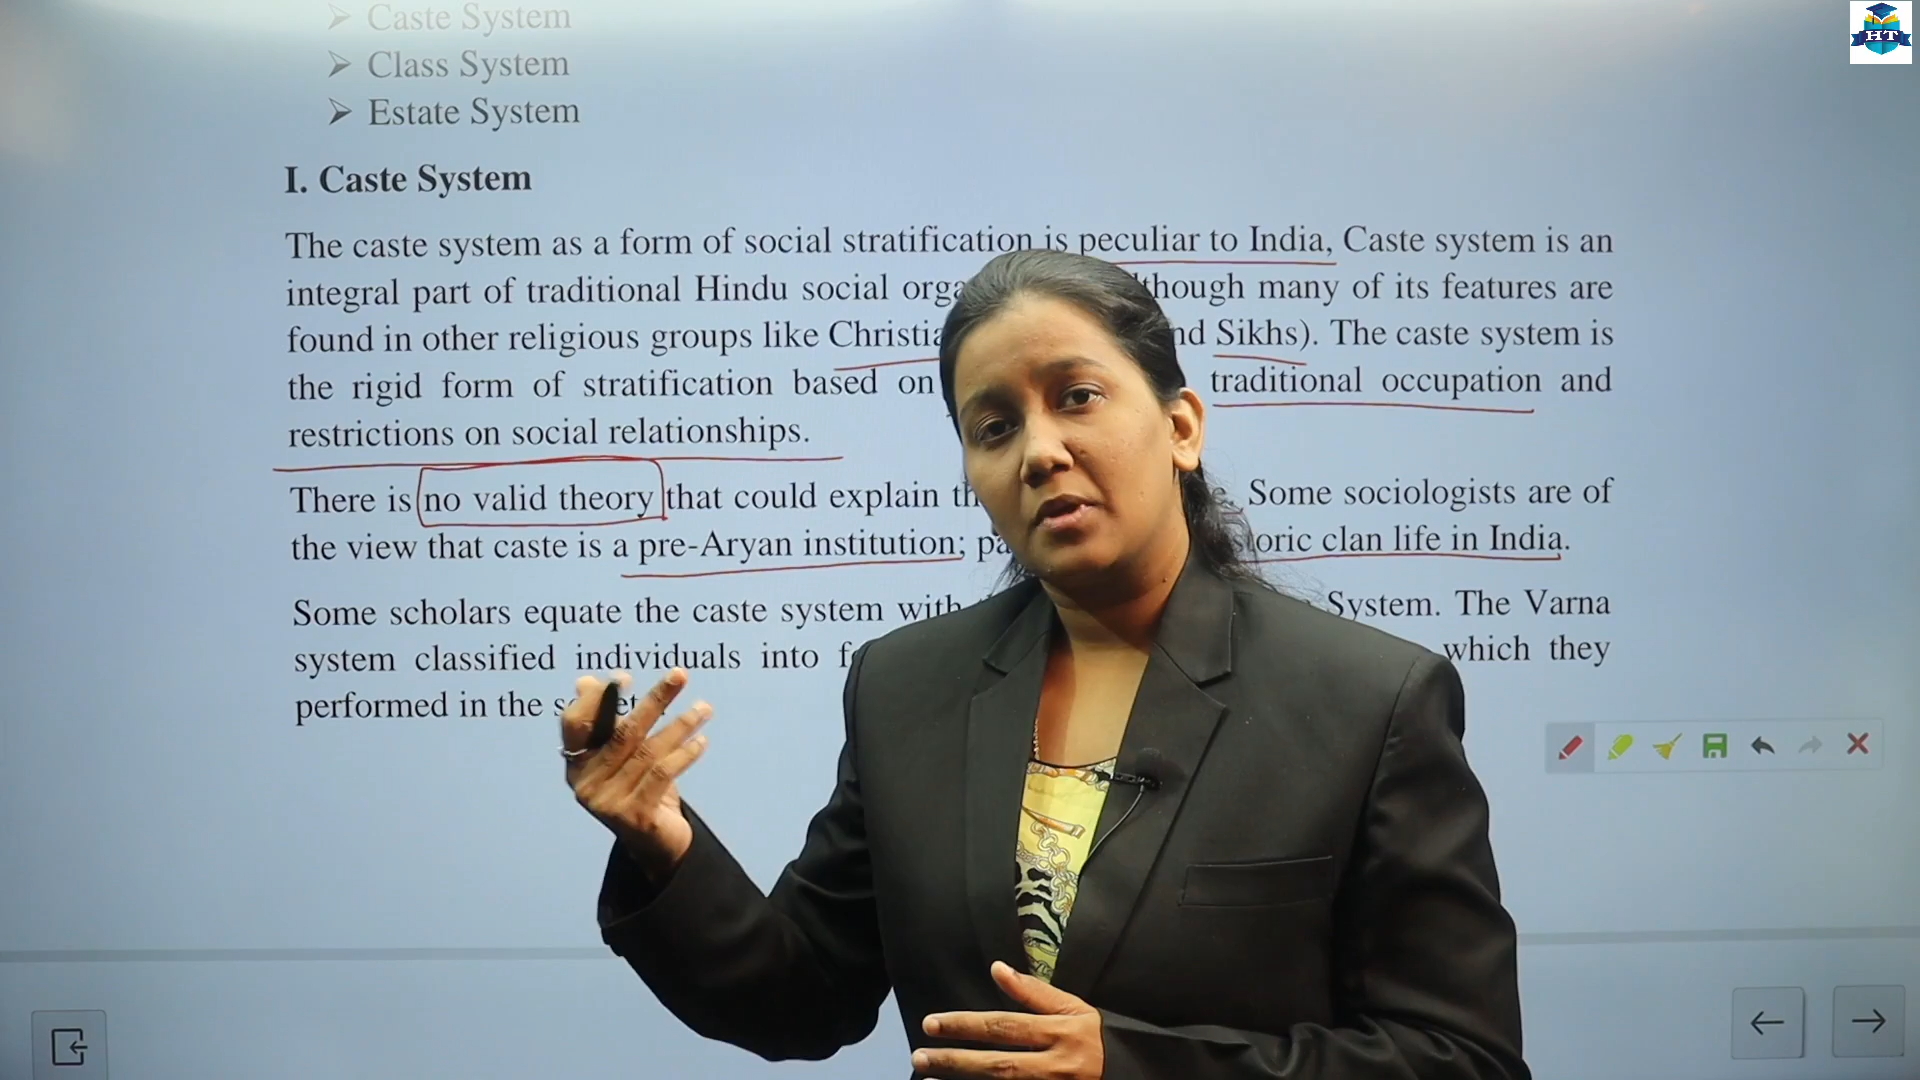 Caste System
Class System
Estate System
I. Caste System
The caste system as a form of social stratification is peculiar to India, Caste system is an
integral part of traditional Hindu social though many of its features are
found in other religious groups like Sikhs). The caste system is
the rigid form of stratification based on traditional occupation and
restrictions on social relationships.
There is no valid theory that could explain Some sociologists are of
the view that caste is a pre-Aryan institution; clan life in India.
Some scholars equate the caste system with System. The Varna
system classified individuals into which they
performed in the
HT